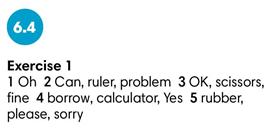 6.4
Exercise 1
1 Oh 2 Can, ruler, problem 3 OK, scissors,
fine 4 borrow, calculator, Yes 5 rubber,
please, sorry